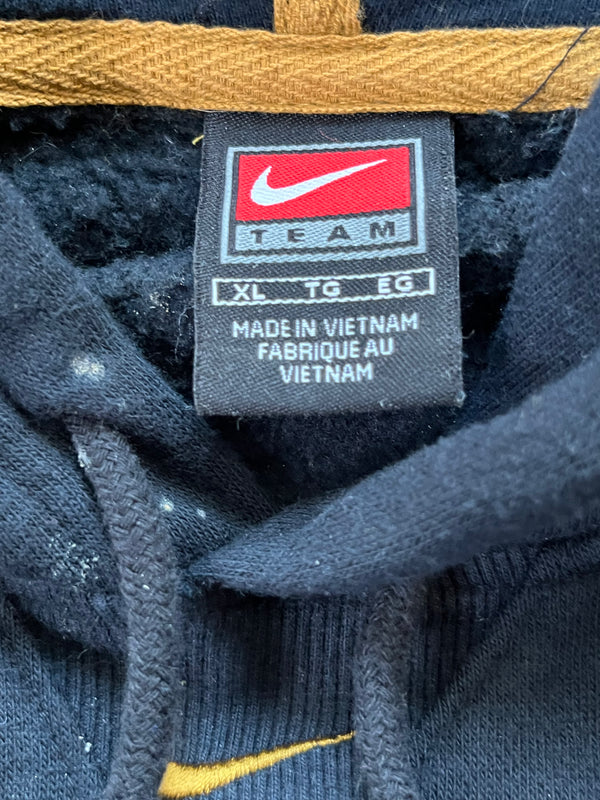 TEAM
XL TG EG
MADE IN VIETNAM
FABRIQUE AU
VIETNAM